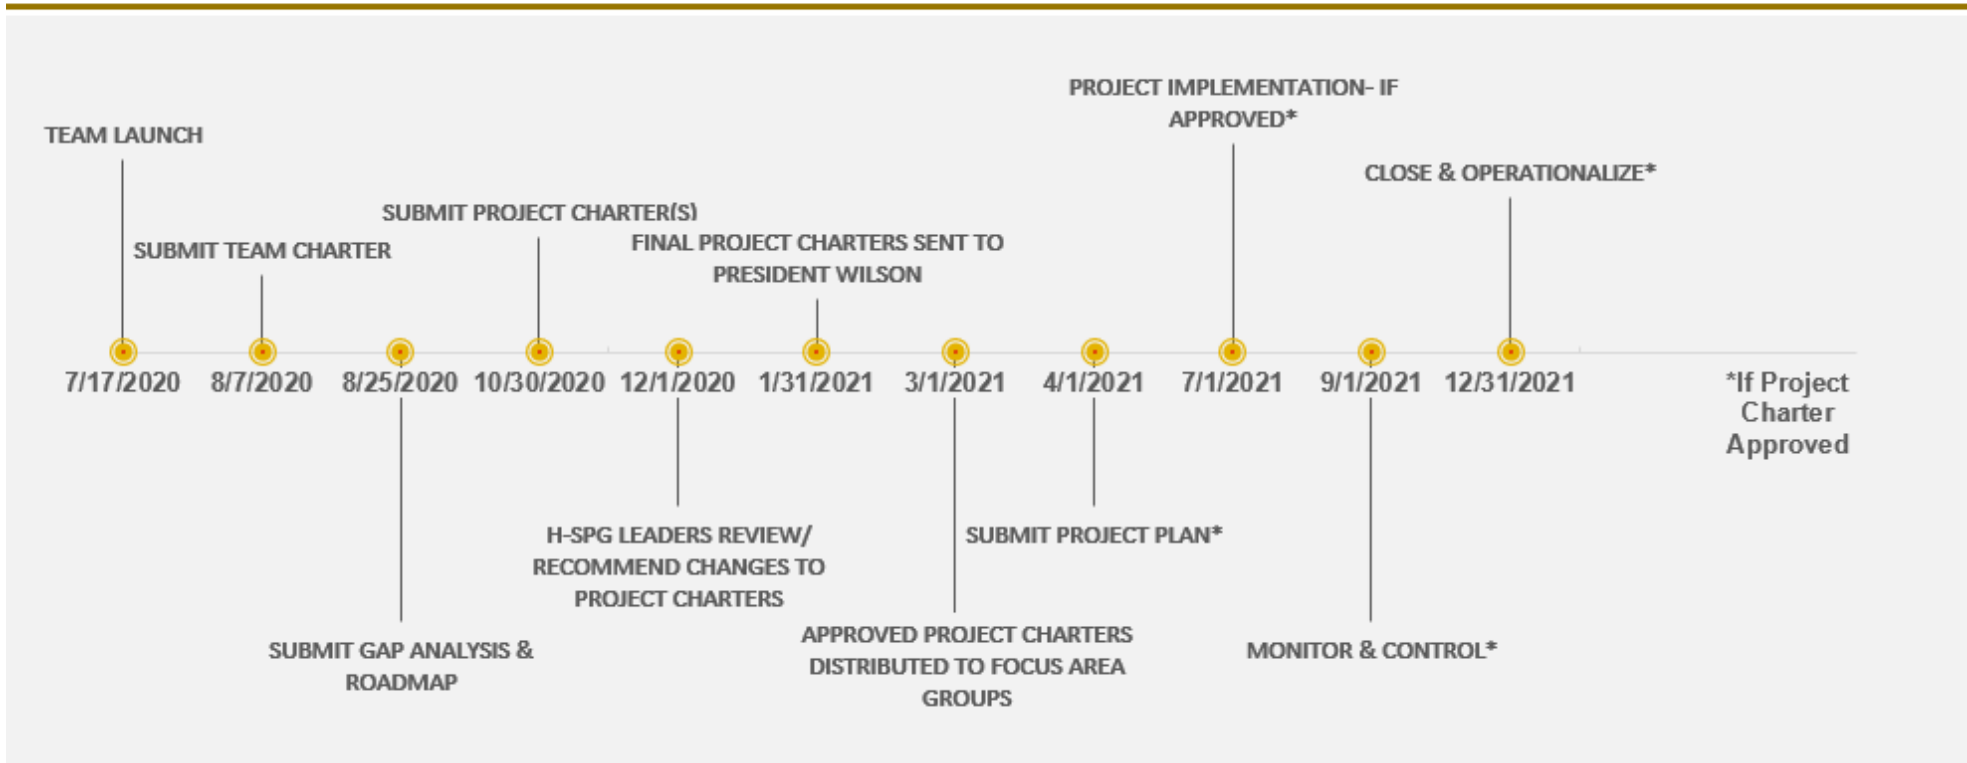 PROJECT IMPLEMENTATION- IF
APPROVED*
TEAM LAUNCH
CLOSE & OPERATIONALIZE*
SUBMIT PROJECT CHARTER(S)
FINAL PROJECT CHARTERS SENT TO
PRESIDENT WILSON
SUBMIT TEAM CHARTER
7/17/2020 8/7/2020 8/25/2020 10/30/2020 12/1/2020 1/31/2021 3/1/2021 4/1/2021 7/1/2021 9/1/2021 12/31/2021
*If Project
Charter
Approved
H-SPG LEADERS REVIEW/
RECOMMEND CHANGES TO
PROJECT CHARTERS
SUBMIT PROJECT PLAN*
SUBMIT GAP ANALYSIS &
ROADMAP
APPROVED PROJECT CHARTERS
DISTRIBUTED TO FOCUS AREA
GROUPS
MONITOR & CONTROL*